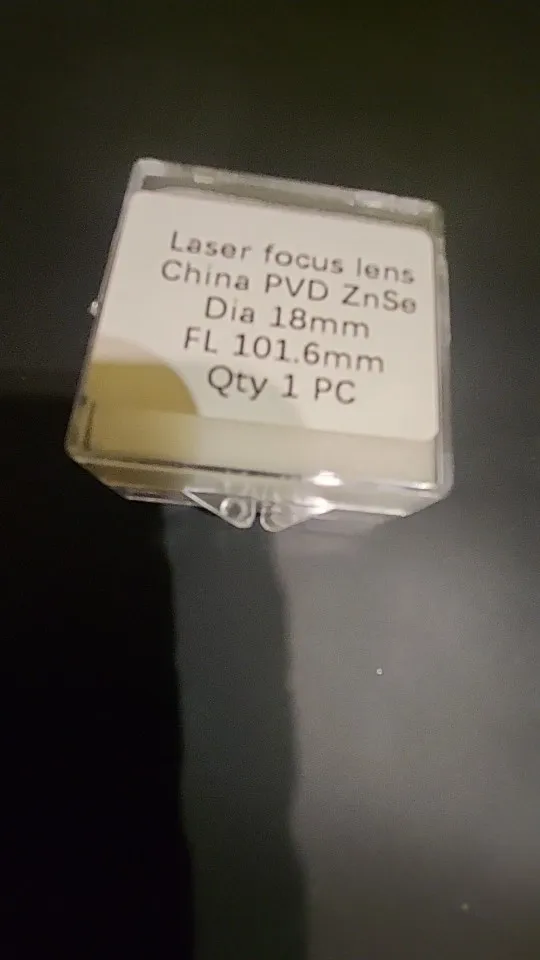 Laser focus lens
China PVD ZnSe
Dia 18mm
FL 101.6mm
Qty 1 PC